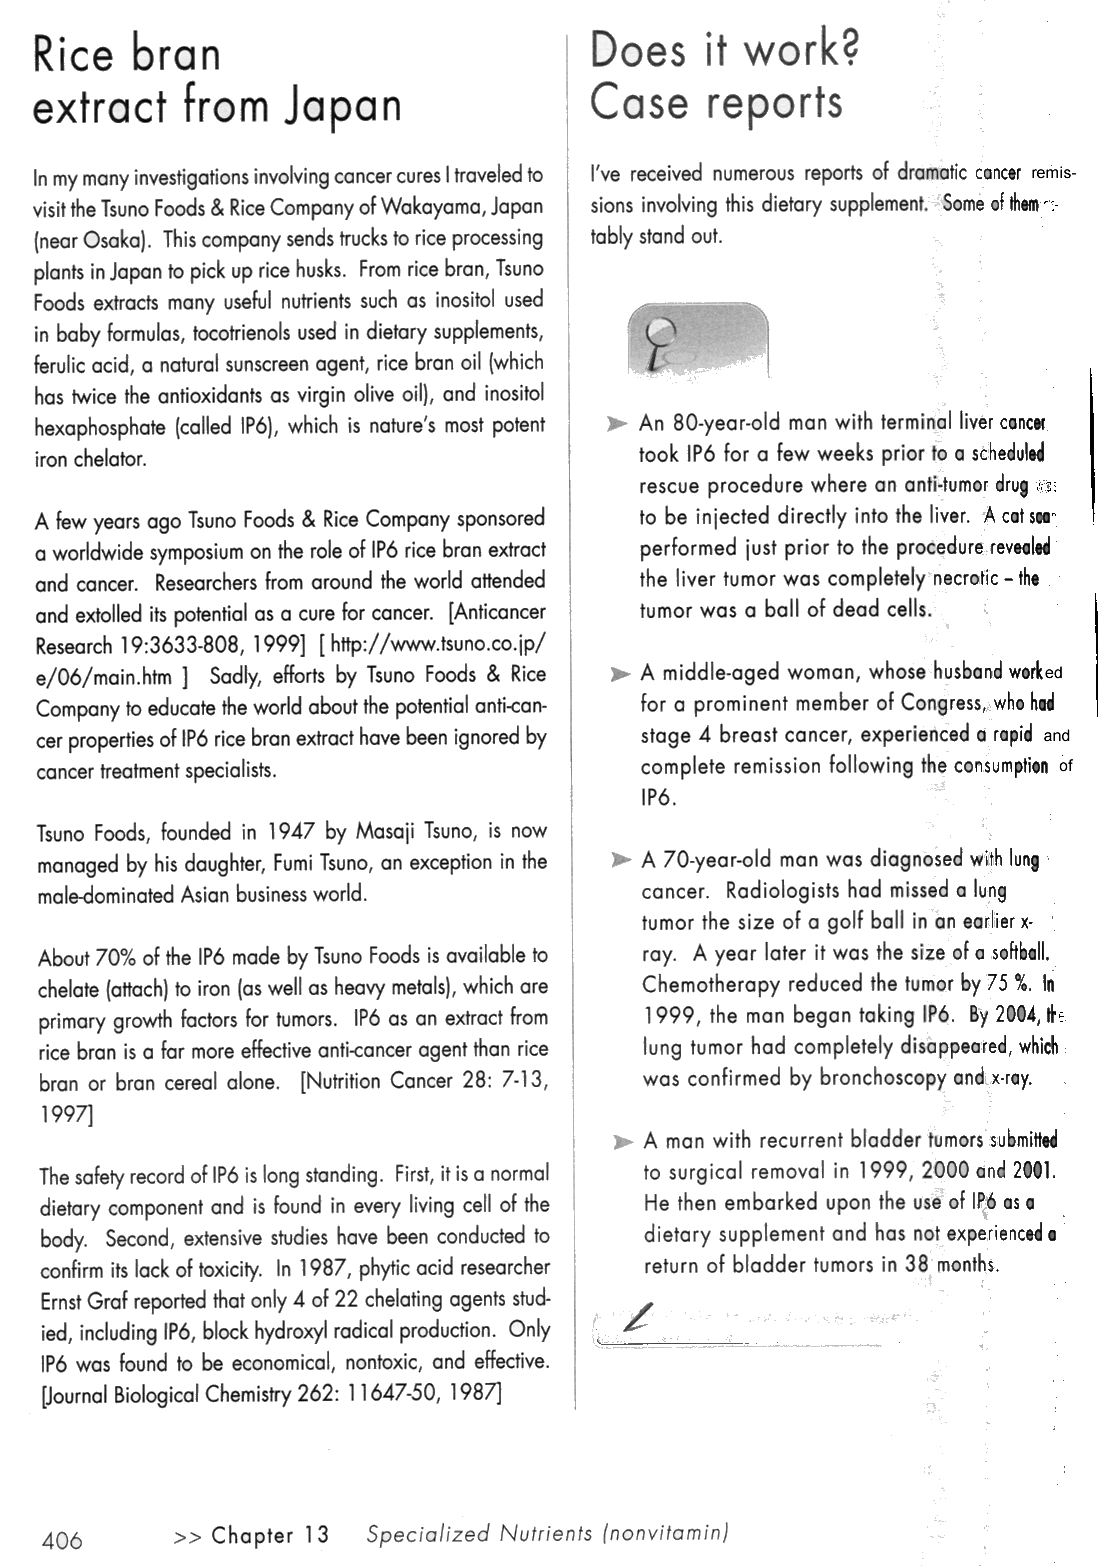 Rice bran
extract from Japan
In my many investigations involving cancer cures I traveled to
visit the Tsuno Foods & Rice Company of Wakayama, Japan
(near Osaka). This company sends trucks to rice processing
plants in Japan to pick up rice husks. From rice bran, Tsuno
Foods extracts many useful nutrients such as inositol used
in baby formulas, tocotrienols used in dietary supplements,
ferulic acid, a natural sunscreen agent, rice bran oil (which
has twice the antioxidants as virgin olive oil), and inositol
hexaphosphate (called IP6), which is nature's most potent
iron chelator.
A few years ago Tsuno Foods & Rice Company sponsored
a worldwide symposium on the role of IP6 rice bran extract
and cancer. Researchers from around the world attended
and extolled its potential as a cure for cancer. [Anticancer
Research 19:3633-808, 1999] [ http://www.tsuno.co.jp/
e/06/main.htm ] Sadly, efforts by Tsuno Foods & Rice
Company to educate the world about the potential anti-can-
cer properties of IP6 rice bran extract have been ignored by
cancer treatment specialists.
Tsuno Foods, founded in 1947 by Masaji Tsuno, is now
managed by his daughter, Fumi Tsuno, an exception in the
male-dominated Asian business world.
About 70% of the IP6 made by Tsuno Foods is available to
chelate (attach) to iron (as well as heavy metals), which are
primary growth factors for tumors. IP6 as an extract from
rice bran is a far more effective anti-cancer agent than rice
bran or bran cereal alone. [Nutrition Cancer 28: 7-13,
1997]
The safety record of IP6 is long standing. First, it is a normal
dietary component and is found in every living cell of the
body. Second, extensive studies have been conducted to
confirm its lack of toxicity. In 1987, phytic acid researcher
Ernst Graf reported that only 4 of 22 chelating agents stud-
ied, including IP6, block hydroxyl radical production. Only
IP6 was found to be economical, nontoxic, and effective.
[Journal Biological Chemistry 262: 11647-50, 1987]
Does it work?
Case reports
I've received numerous reports of dramatic cancer remis-
sions involving this dietary supplement. Some of them
tably stand out.
➤ An 80-year-old man with terminal liver cancer
took IP6 for a few weeks prior to a scheduled
rescue procedure where an anti-tumor drug
to be injected directly into the liver. A cat scan
performed just prior to the procedure revealed
the liver tumor was completely necrotic – the
tumor was a ball of dead cells.
➤ A middle-aged woman, whose husband worked
for a prominent member of Congress, who had
stage 4 breast cancer, experienced a rapid and
complete remission following the consumption of
IP6.
➤ A 70-year-old man was diagnosed with lung
cancer. Radiologists had missed a lung
tumor the size of a golf ball in an earlier x-
ray. A year later it was the size of a softball.
Chemotherapy reduced the tumor by 75 %. In
1999, the man began taking IP6. By 2004, the
lung tumor had completely disappeared, which
was confirmed by bronchoscopy and x-ray.
➤ A man with recurrent bladder tumors submitted
to surgical removal in 1999, 2000 and 2001.
He then embarked upon the use of IP6 as a
dietary supplement and has not experienced a
return of bladder tumors in 38 months.
406 >> Chapter 13 Specialized Nutrients (nonvitamin)